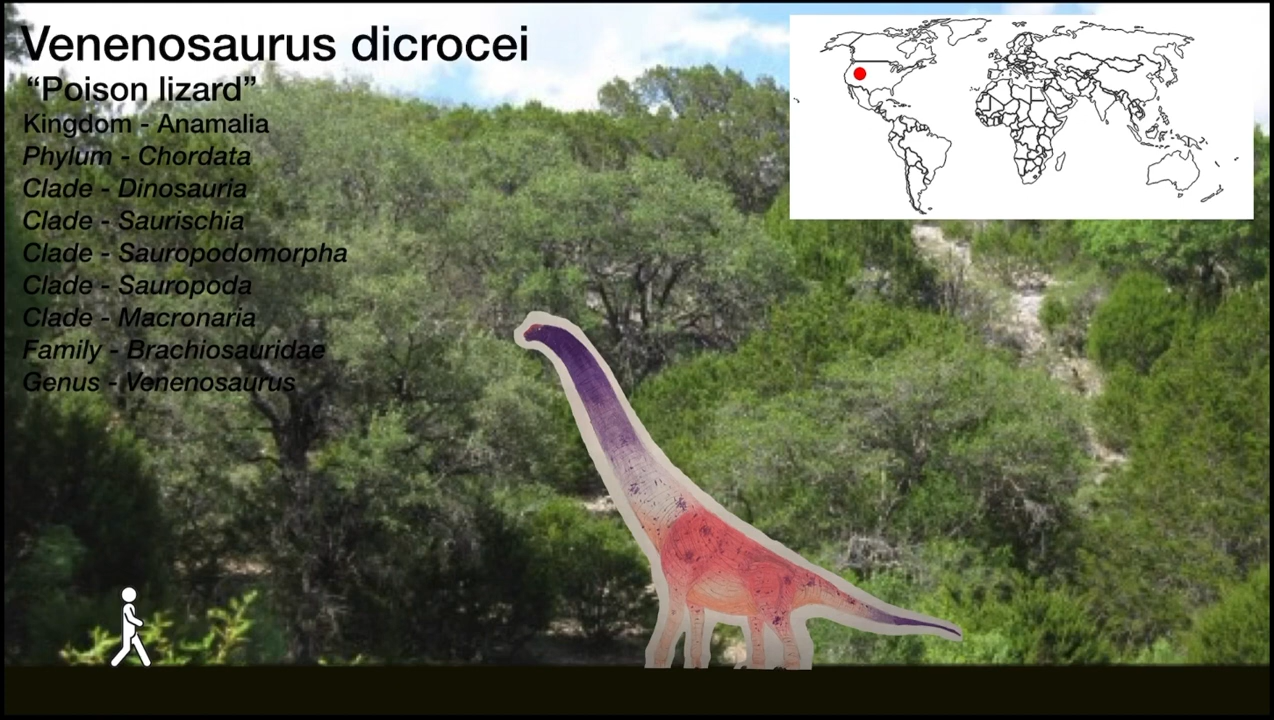 Venenosaurus dicrocei
“Poison lizard”
Kingdom - Anamalia
Phylum - Chordata
Clade - Dinosauria
Clade - Saurischia
Clade - Sauropodomorpha
Clade - Sauropoda
Clade - Macronaria
Family - Brachiosauridae
Genus - Venenosaurus